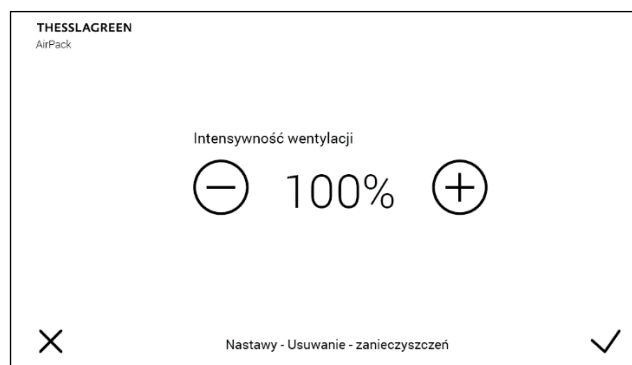 THESSLAGREEN
AirPack
Intensywność wentylacji
100%
Nastawy - Usuwanie - zanieczyszczeń